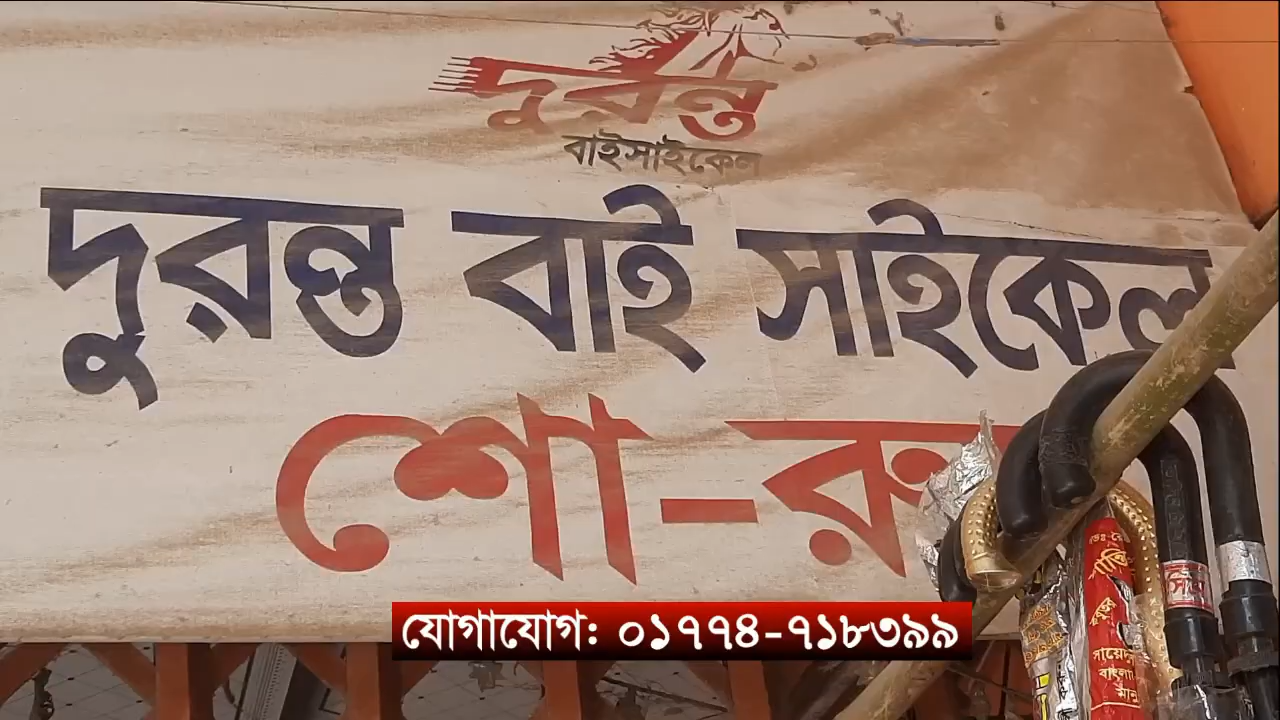 দুরন্ত
বাইসাইকেল
দুরন্ত বাই সাইকেল
শো-রু
যোগাযোগঃ ০১৭৭৪-৭১৮৩৯৯
বাংলা